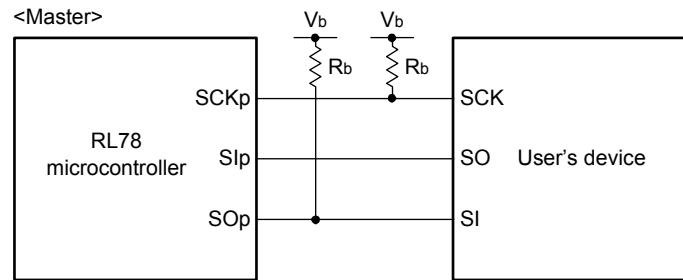 <Master>
Vb Vb
Rb Rb
SCKp SCK
RL78
microcontroller
SIp SO
User's device
SOp SI